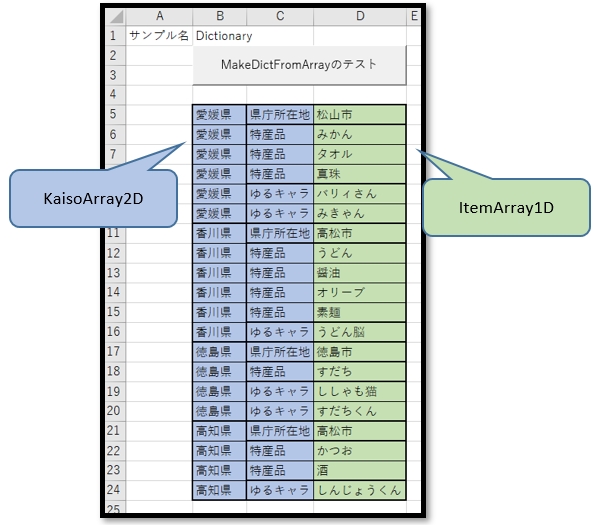 A B C D E
1 サンプル名 Dictionary
2
MakeDictFromArrayのテスト
3
4
5 愛媛県 県庁所在地 松山市
6 愛媛県 特産品 みかん
7 愛媛県 特産品 タオル
愛媛県 特産品 真珠
愛媛県 ゆるキャラ バリィさん
愛媛県 ゆるキャラ みきゃん
KaisoArray2D
ItemArray1D
11 香川県 県庁所在地 高松市
12 香川県 特産品 うどん
13 香川県 特産品 醤油
14 香川県 特産品 オリーブ
15 香川県 特産品 素麺
16 香川県 ゆるキャラ うどん脳
17 徳島県 県庁所在地 徳島市
18 徳島県 特産品 すだち
19 徳島県 ゆるキャラ ししゃも猫
20 徳島県 ゆるキャラ すだちくん
21 高知県 県庁所在地 高松市
22 高知県 特産品 かつお
23 高知県 特産品 酒
24 高知県 ゆるキャラ しんじょうくん
25